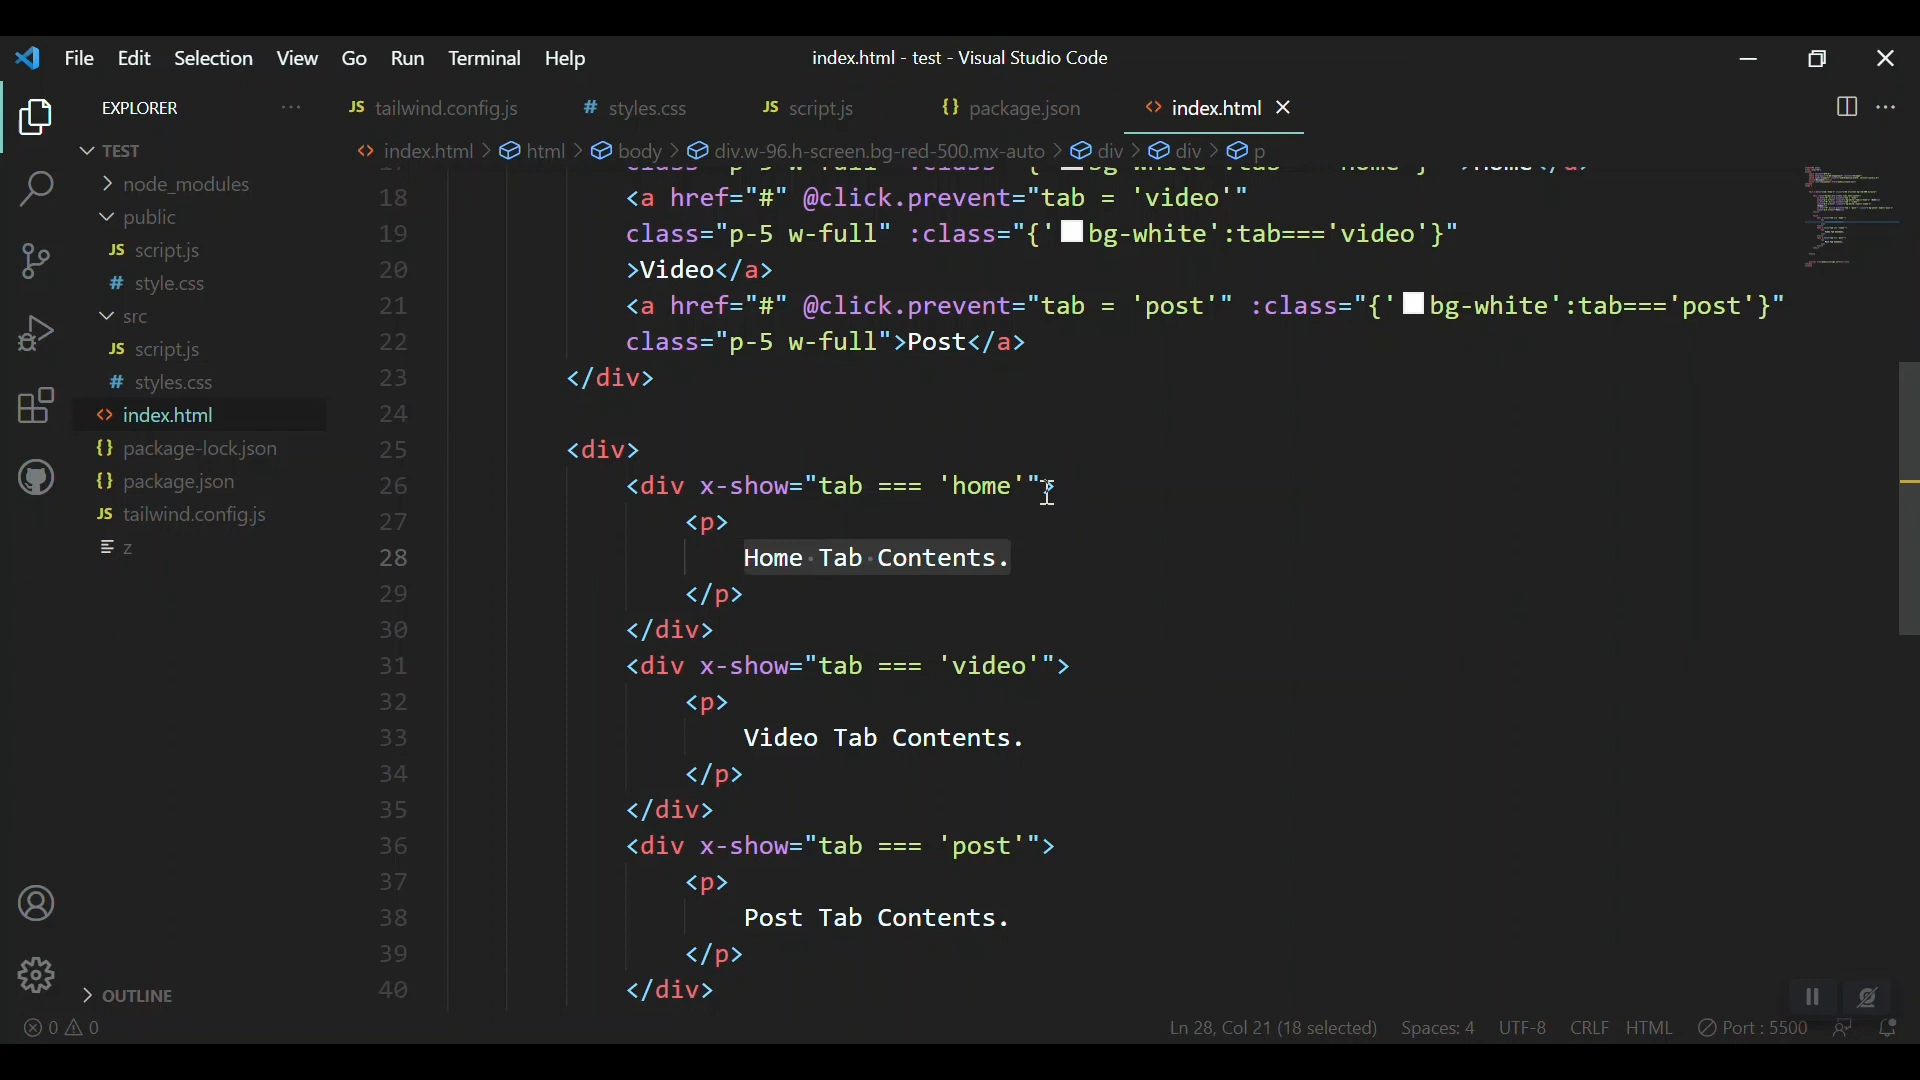 File Edit Selection View Go Run Terminal Help
index.html - test - Visual Studio Code
EXPLORER
JS tailwind.config.js
# styles.css
JS script.js
{} package.json
<> index.html
<> index.html > html > body > div.w-96.h-screen.bg-red-500.mx-auto > div > div > p
TEST
node_modules
public
JS script.js
# style.css
src
JS script.js
# styles.css
<> index.html
{} package-lock.json
{} package.json
JS tailwind.config.js
z
OUTLINE
18 <a href="#" @click.prevent="tab = 'video'"
19 class="p-5 w-full" :class="{'bg-white':tab==='video'}"
20 >Video</a>
21 <a href="#" @click.prevent="tab = 'post'" :class="{'bg-white':tab==='post'}"
22 class="p-5 w-full">Post</a>
23 </div>
24
25 <div>
26 <div x-show="tab === 'home'">
27 <p>
28 Home Tab Contents.
29 </p>
30 </div>
31 <div x-show="tab === 'video'">
32 <p>
33 Video Tab Contents.
34 </p>
35 </div>
36 <div x-show="tab === 'post'">
37 <p>
38 Post Tab Contents.
39 </p>
40 </div>
0 0
Ln 28, Col 21 (18 selected) Spaces: 4 UTF-8 CRLF HTML Port : 5500